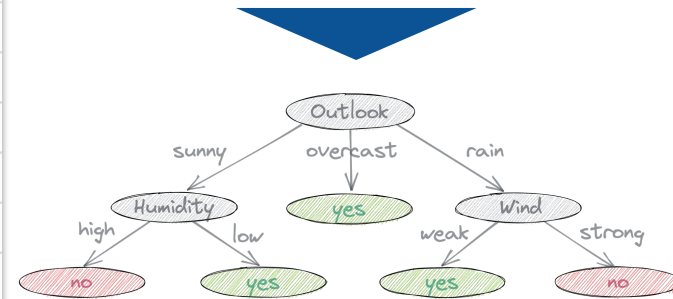 Outlook
sunny overcast rain
Humidity yes Wind
high low weak strong
no yes yes no